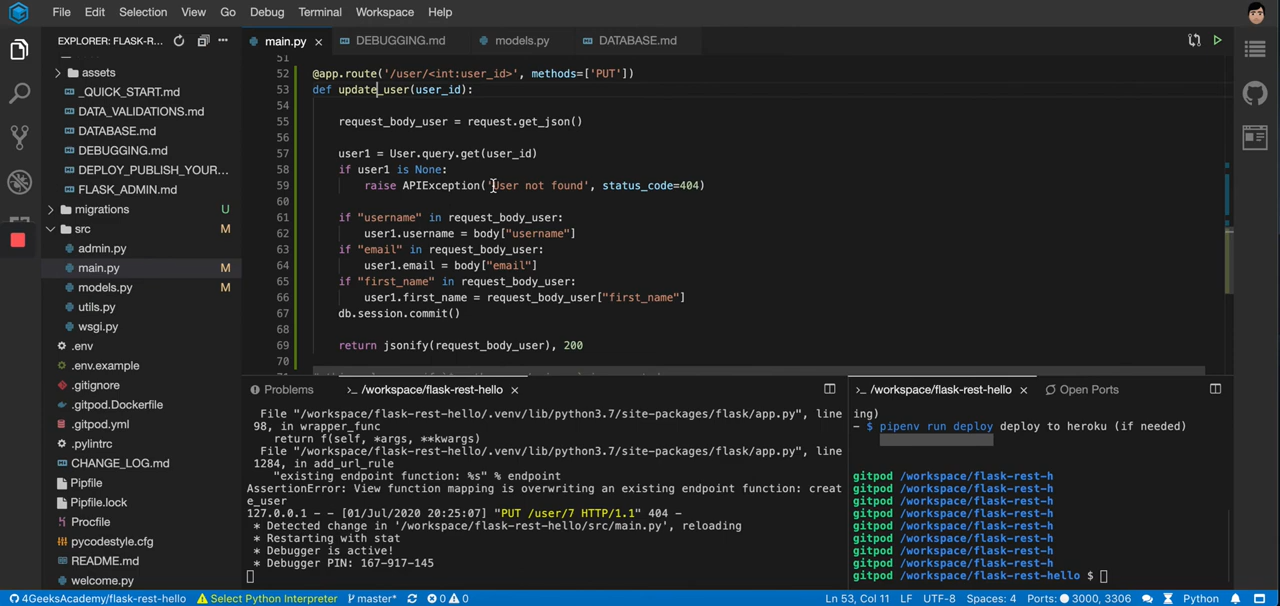 File Edit Selection View Go Debug Terminal Workspace Help
EXPLORER: FLASK-R...
main.py
DEBUGGING.md
models.py
DATABASE.md
assets
_QUICK_START.md
DATA_VALIDATIONS.md
DATABASE.md
DEBUGGING.md
DEPLOY_PUBLISH_YOUR...
FLASK_ADMIN.md
migrations U
src M
admin.py
main.py M
models.py M
utils.py
wsgi.py
.env
.env.example
.gitignore
.gitpod.Dockerfile
.gitpod.yml
.pylintrc
CHANGE_LOG.md
Pipfile
Pipfile.lock
Procfile
pycodestyle.cfg
README.md
welcome.py
51
52 @app.route('/user/<int:user_id>', methods=['PUT'])
53 def update_user(user_id):
54
55 request_body_user = request.get_json()
56
57 user1 = User.query.get(user_id)
58 if user1 is None:
59 raise APIException('User not found', status_code=404)
60
61 if "username" in request_body_user:
62 user1.username = body["username"]
63 if "email" in request_body_user:
64 user1.email = body["email"]
65 if "first_name" in request_body_user:
66 user1.first_name = request_body_user["first_name"]
67 db.session.commit()
68
69 return jsonify(request_body_user), 200
70
Problems
>_ /workspace/flask-rest-hello
File "/workspace/flask-rest-hello/.venv/lib/python3.7/site-packages/flask/app.py", line
98, in wrapper_func
return f(self, *args, **kwargs)
File "/workspace/flask-rest-hello/.venv/lib/python3.7/site-packages/flask/app.py", line
1284, in add_url_rule
"existing endpoint function: %s" % endpoint
AssertionError: View function mapping is overwriting an existing endpoint function: creat
e_user
127.0.0.1 - - [01/Jul/2020 20:25:07] "PUT /user/7 HTTP/1.1" 404 -
* Detected change in '/workspace/flask-rest-hello/src/main.py', reloading
* Restarting with stat
* Debugger is active!
* Debugger PIN: 167-917-145
>_ /workspace/flask-rest-hello
Open Ports
ing)
- $ pipenv run deploy deploy to heroku (if needed)
gitpod /workspace/flask-rest-h
gitpod /workspace/flask-rest-h
gitpod /workspace/flask-rest-h
gitpod /workspace/flask-rest-h
gitpod /workspace/flask-rest-h
gitpod /workspace/flask-rest-h
gitpod /workspace/flask-rest-h
gitpod /workspace/flask-rest-h
gitpod /workspace/flask-rest-hello $
4GeeksAcademy/flask-rest-hello Select Python Interpreter master* 0 0 Ln 53, Col 11 LF UTF-8 Spaces: 4 Ports: 3000, 3306 Python